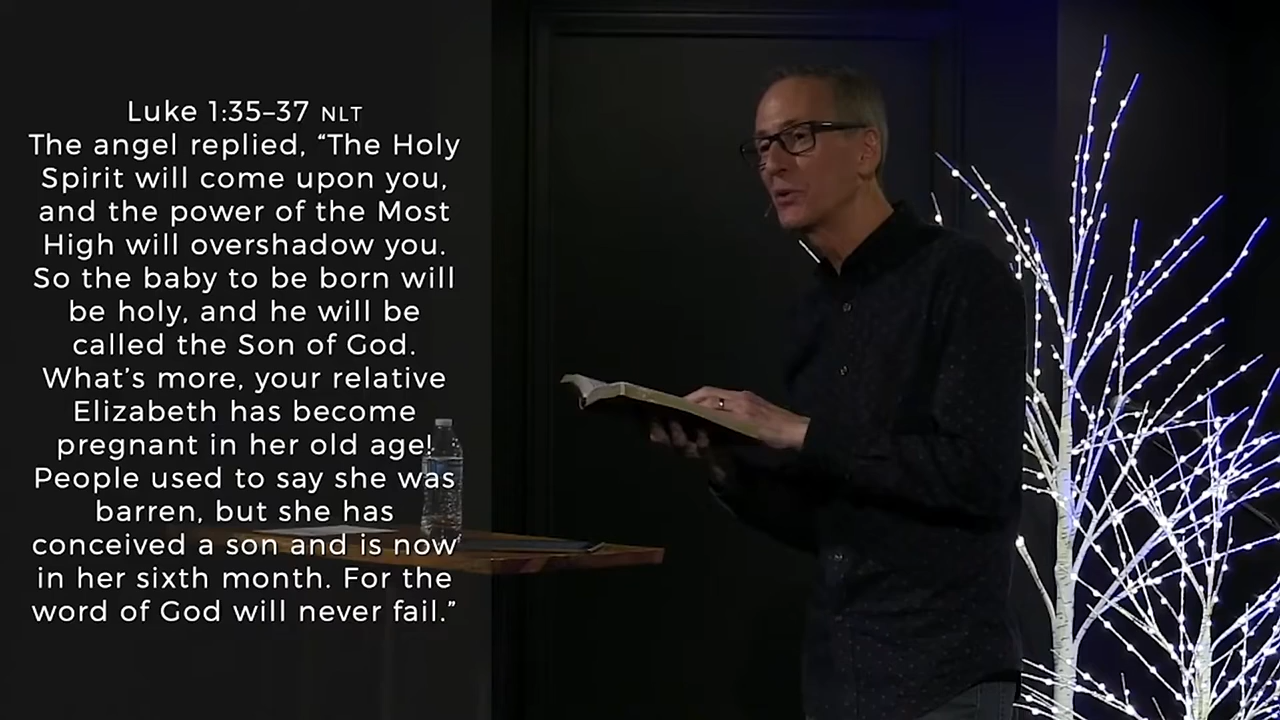 Luke 1:35–37 NLT
The angel replied, “The Holy
Spirit will come upon you,
and the power of the Most
High will overshadow you.
So the baby to be born will
be holy, and he will be
called the Son of God.
What’s more, your relative
Elizabeth has become
pregnant in her old age!
People used to say she was
barren, but she has
conceived a son and is now
in her sixth month. For the
word of God will never fail.”